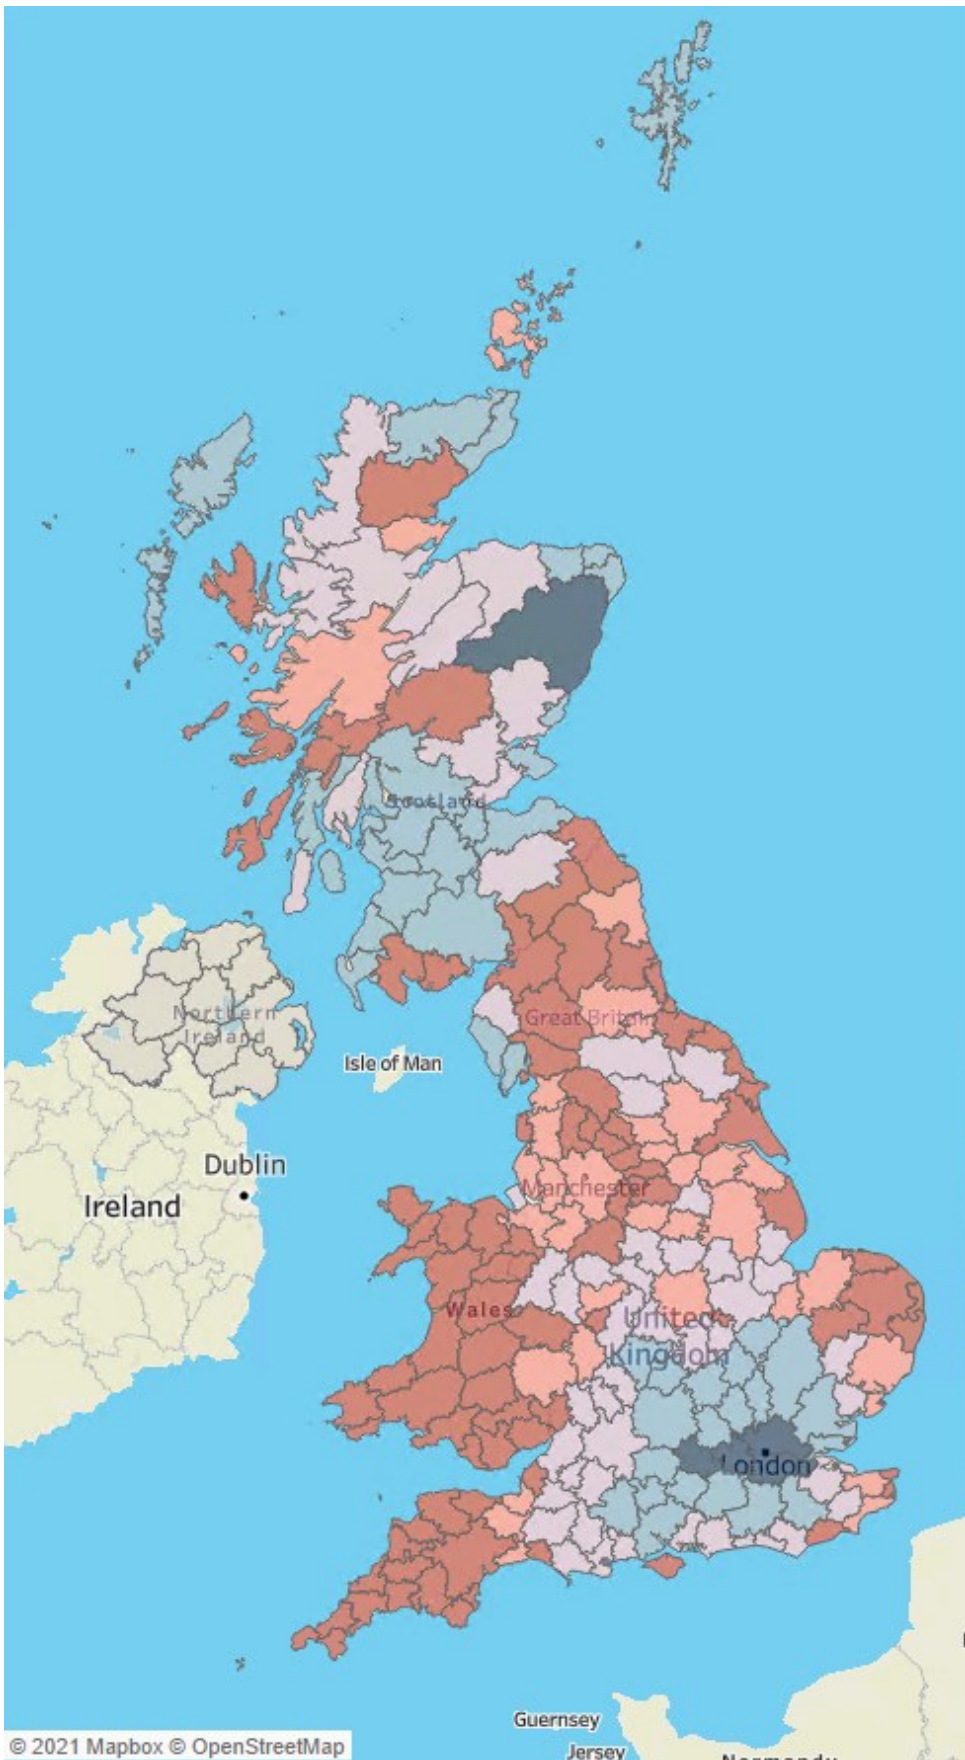 Scotland
Northern
Ireland
Great Britain
Isle of Man
Dublin
Ireland
Manchester
Wales
United
Kingdom
London
Guernsey
Jersey
Normandy
© 2021 Mapbox © OpenStreetMap